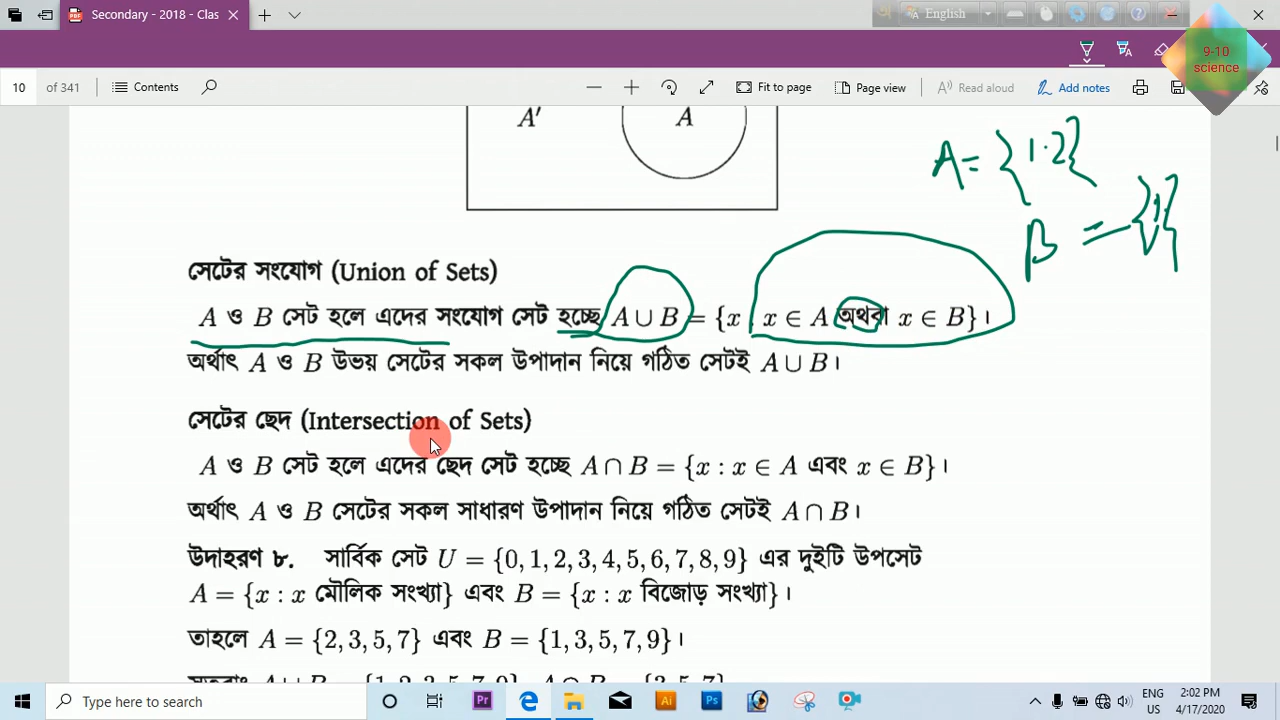 Secondary - 2018 - Clas
English
9-10
science
10 of 341
Contents
Fit to page
Page view
Read aloud
Add notes
A'
A
A = {1.2}
সেটের সংযোগ (Union of Sets)
A ও B সেট হলে এদের সংযোগ সেট হচ্ছে A ∪ B = {x : x ∈ A অথবা x ∈ B}।
অর্থাৎ A ও B উভয় সেটের সকল উপাদান নিয়ে গঠিত সেটই A ∪ B।
সেটের ছেদ (Intersection of Sets)
A ও B সেট হলে এদের ছেদ সেট হচ্ছে A ∩ B = {x : x ∈ A এবং x ∈ B}।
অর্থাৎ A ও B সেটের সকল সাধারণ উপাদান নিয়ে গঠিত সেটই A ∩ B।
উদাহরণ ৮. সার্বিক সেট U = {0, 1, 2, 3, 4, 5, 6, 7, 8, 9} এর দুইটি উপসেট
A = {x : x মৌলিক সংখ্যা} এবং B = {x : x বিজোড় সংখ্যা}।
তাহলে A = {2, 3, 5, 7} এবং B = {1, 3, 5, 7, 9}।
Type here to search
ENG
US
2:02 PM
4/17/2020